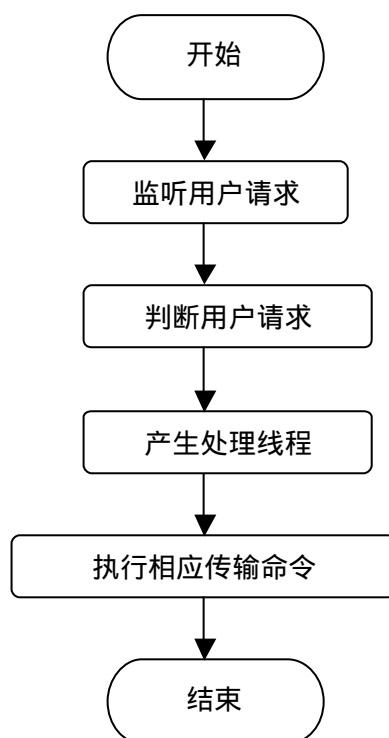 开始
监听用户请求
判断用户请求
产生处理线程
执行相应传输命令
结束